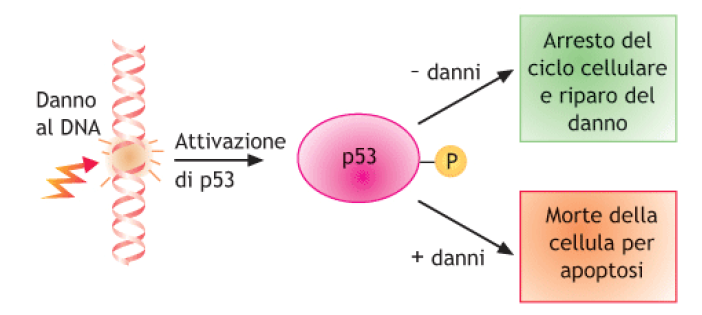 Danno
al DNA
Attivazione
di p53
p53
P
– danni
Arresto del
ciclo cellulare
e riparo del
danno
+ danni
Morte della
cellula per
apoptosi